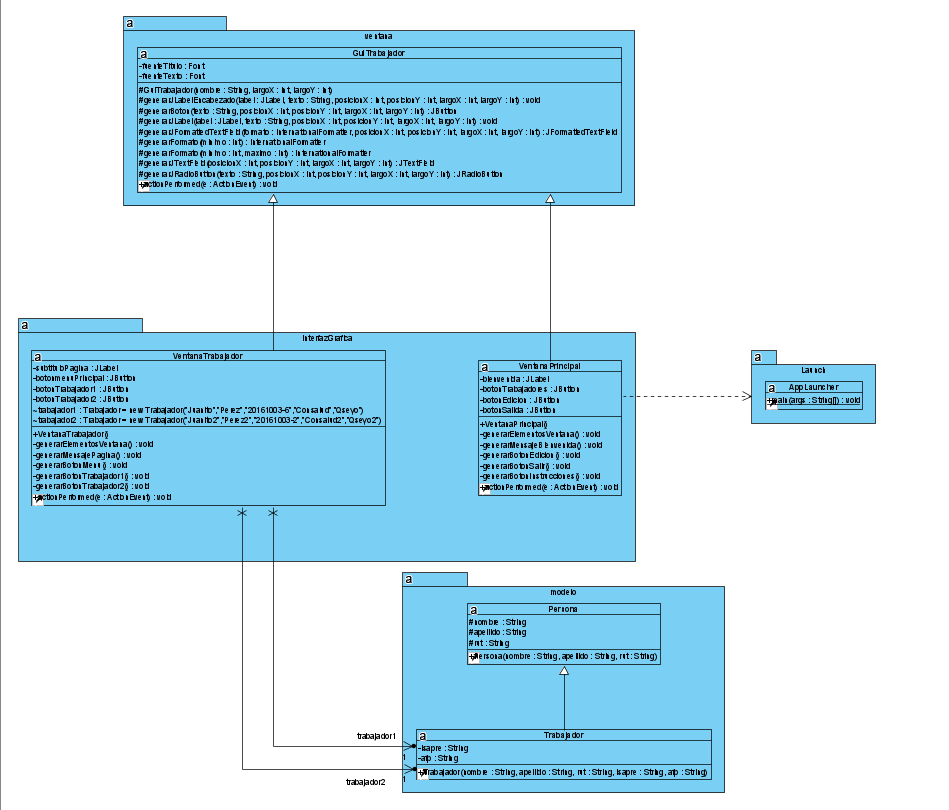 a
ventana
a
GuiTrabajador
-fuenteTitulo : Font
-fuenteTexto : Font
#GuiTrabajador(nombre : String, largoX : int, largoY : int)
#generarJLabelEncabezado(label : JLabel, texto : String, posicionX : int, posicionY : int, largoX : int, largoY : int) : void
#generarBoton(texto : String, posicionX : int, posicionY : int, largoX : int, largoY : int) : JButton
#generarJLabel(label : JLabel, texto : String, posicionX : int, posicionY : int, largoX : int, largoY : int) : void
#generarJFormattedTextField(formato : InternationalFormatter, posicionX : int, posicionY : int, largoX : int, largoY : int) : JFormattedTextField
#generarFormato(minimo : int) : InternationalFormatter
#generarFormato(minimo : int, maximo : int) : InternationalFormatter
#generarJTextField(posicionX : int, posicionY : int, largoX : int, largoY : int) : JTextField
#generarJRadioButton(texto : String, posicionX : int, posicionY : int, largoX : int, largoY : int) : JRadioButton
+actionPerformed(e : ActionEvent) : void
a
InterfazGrafica
a
VentanaTrabajador
-subtituloPagina : JLabel
-botonmenuPrincipal : JButton
-botonTrabajador1 : JButton
-botonTrabajador2 : JButton
~trabajador1 : Trabajador = new Trabajador("Juanito","Perez","20161003-6","Consalud","Qseyo")
~trabajador2 : Trabajador = new Trabajador("Juanito2","Perez2","20161003-2","Consalud2","Qseyo2")
+VentanaTrabajador()
-generarElementosVentana() : void
-generarMensajePagina() : void
-generarBotonMenu() : void
-generarBotonTrabajador1() : void
-generarBotonTrabajador2() : void
+actionPerformed(e : ActionEvent) : void
a
VentanaPrincipal
-bienvenida : JLabel
-botonTrabajadores : JButton
-botonEdicion : JButton
-botonSalida : JButton
+VentanaPrincipal()
-generarElementosVentana() : void
-generarMensajeBienvenida() : void
-generarBotonEdicion() : void
-generarBotonSalir() : void
-generarBotonInstrucciones() : void
+actionPerformed(e : ActionEvent) : void
a
Launch
a
AppLauncher
+main(args : String[]) : void
a
modelo
a
Persona
#nombre : String
#apellido : String
#rut : String
+Persona(nombre : String, apellido : String, rut : String)
a
Trabajador
-isapre : String
-afp : String
+Trabajador(nombre : String, apellido : String, rut : String, isapre : String, afp : String)
trabajador1
1
trabajador2
1